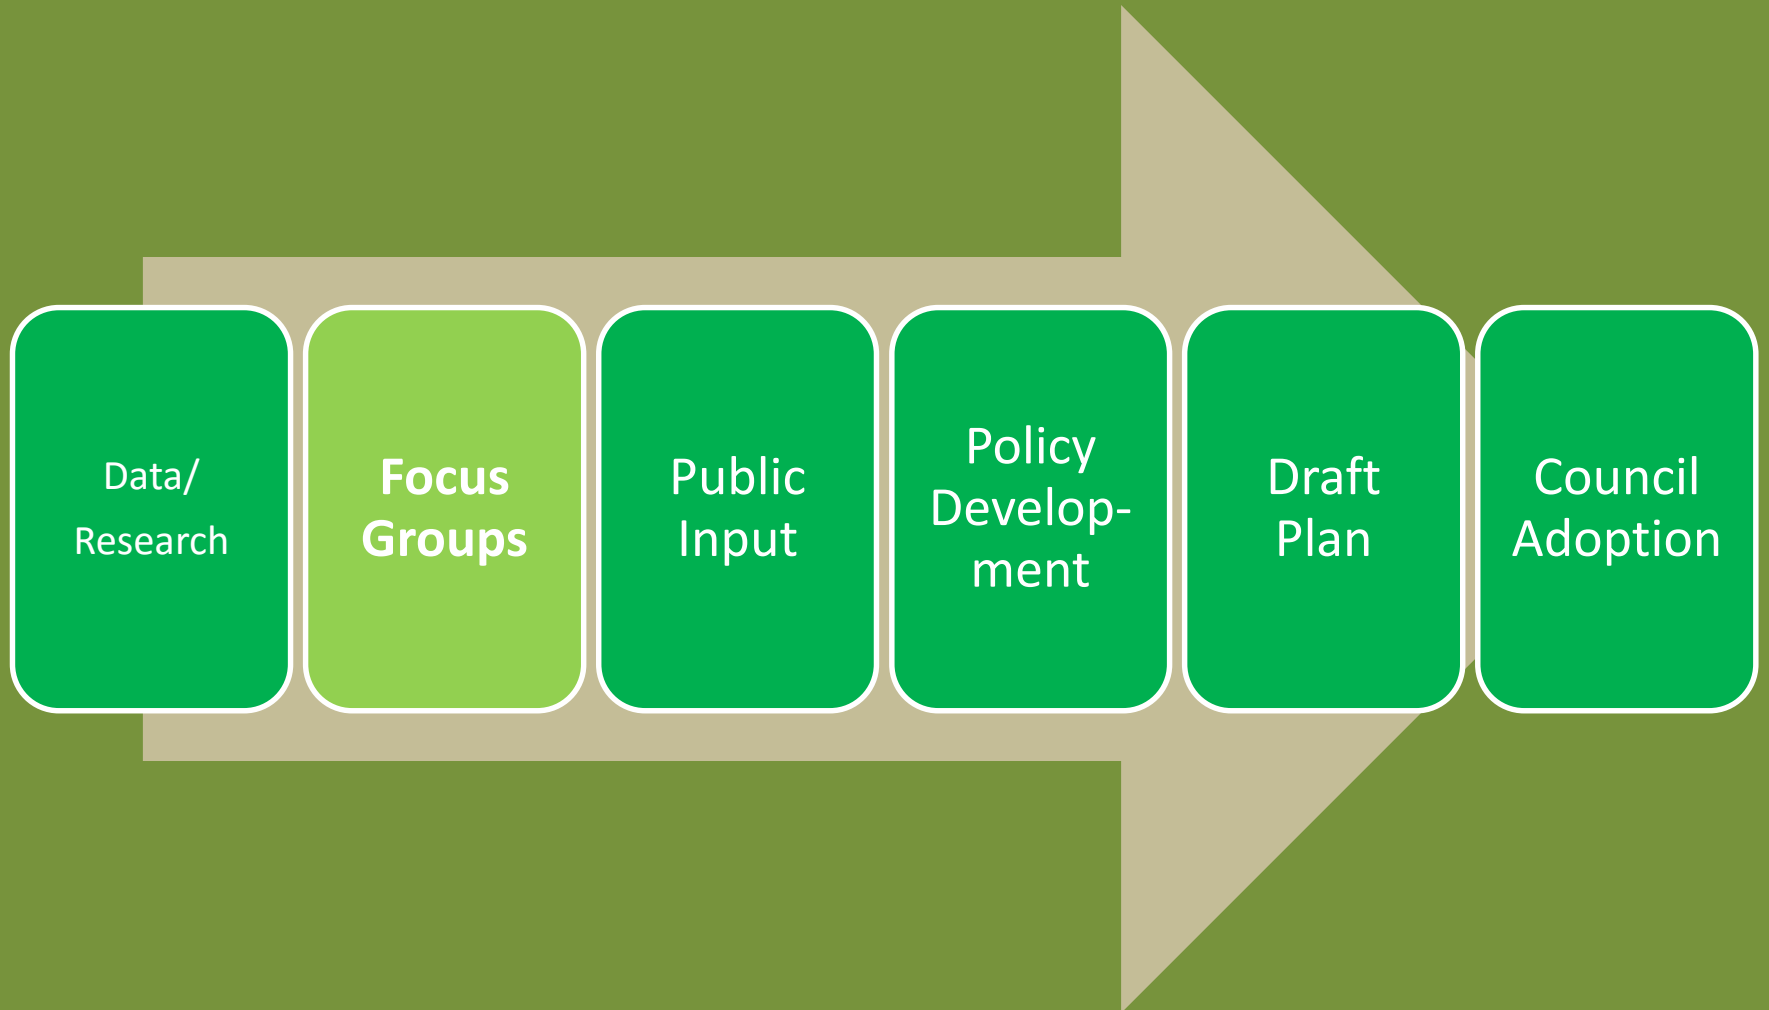 Data/
Research
Focus
Groups
Public
Input
Policy
Develop-
ment
Draft
Plan
Council
Adoption